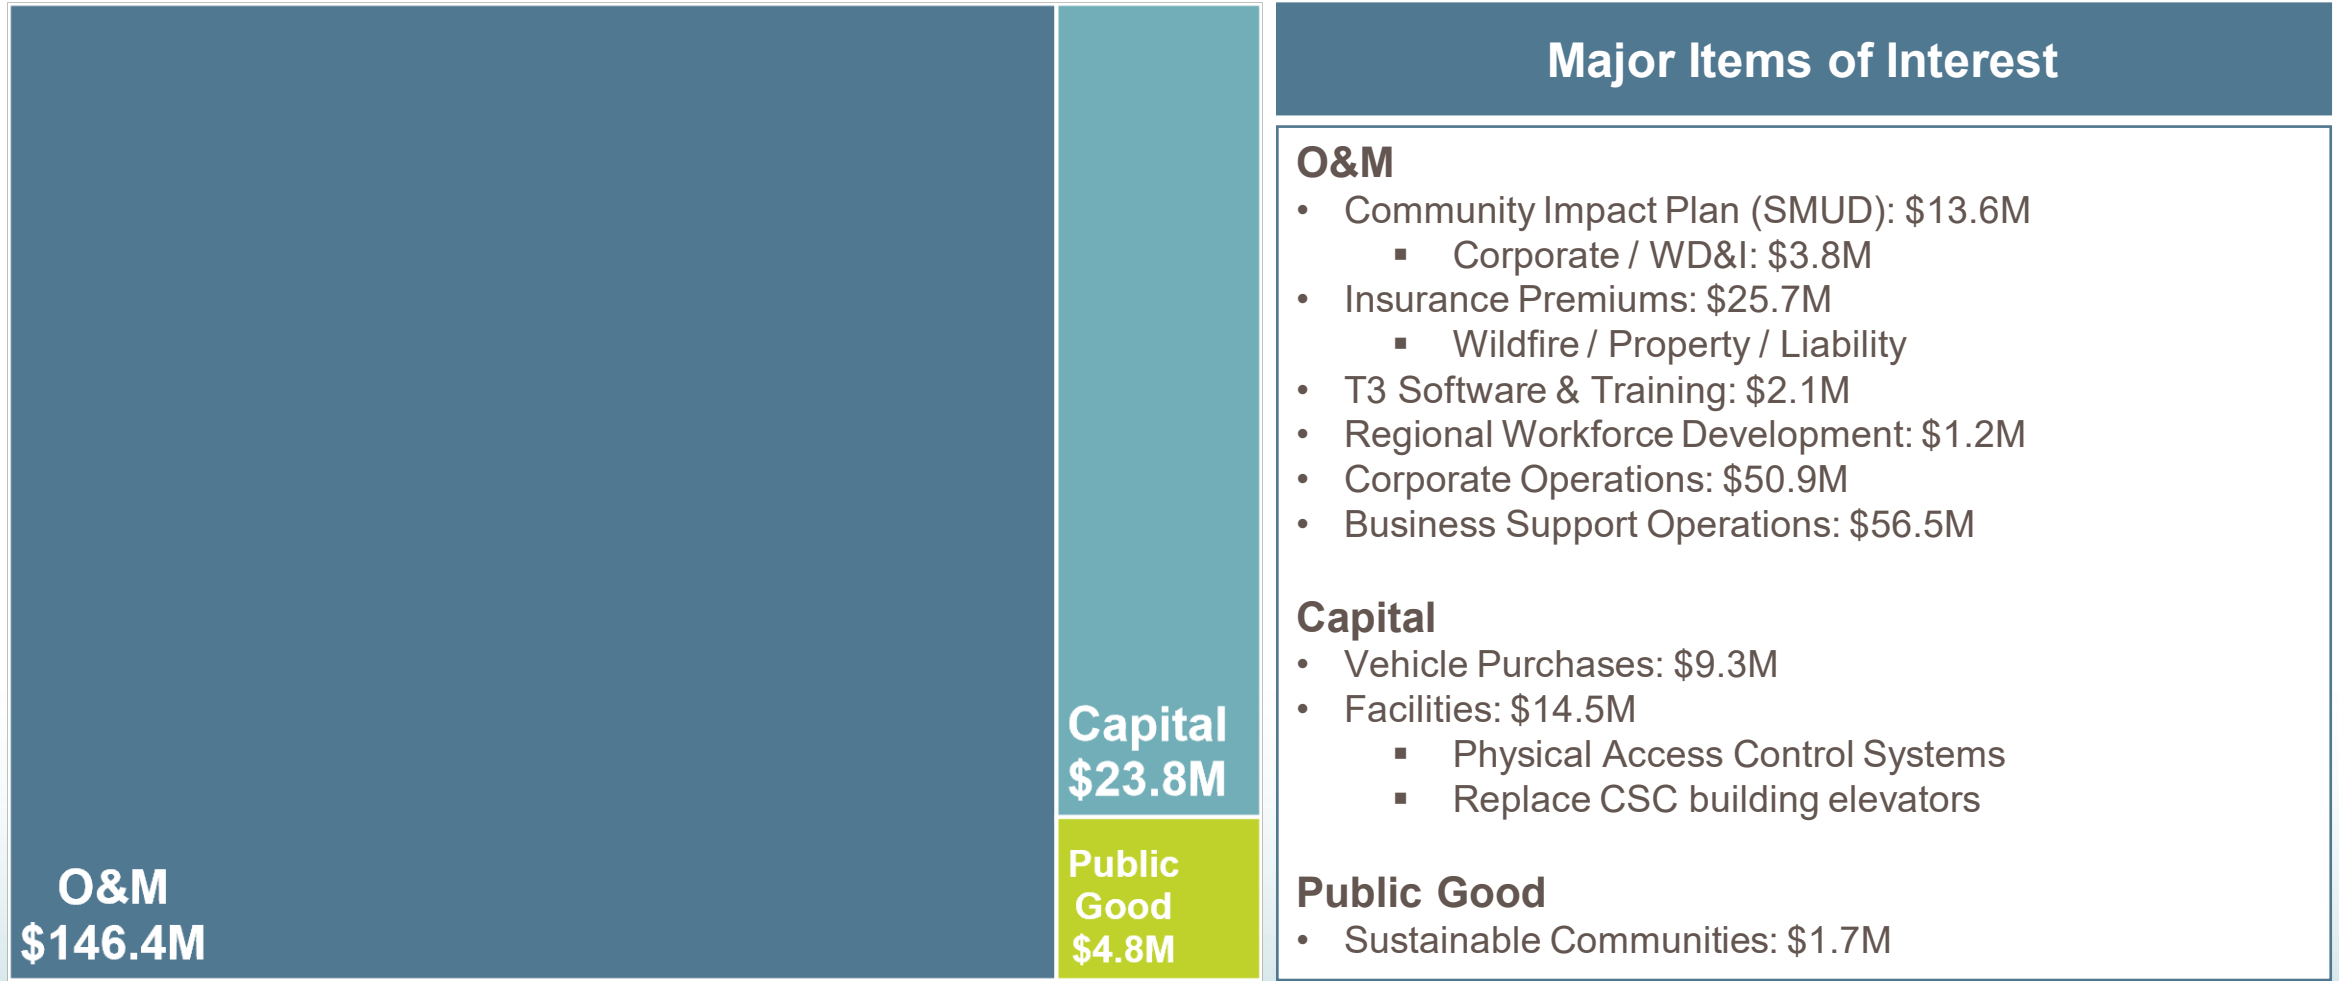 O&M
$146.4M
Capital
$23.8M
Public
Good
$4.8M
Major Items of Interest
O&M
• Community Impact Plan (SMUD): $13.6M
▪ Corporate / WD&I: $3.8M
• Insurance Premiums: $25.7M
▪ Wildfire / Property / Liability
• T3 Software & Training: $2.1M
• Regional Workforce Development: $1.2M
• Corporate Operations: $50.9M
• Business Support Operations: $56.5M
Capital
• Vehicle Purchases: $9.3M
• Facilities: $14.5M
▪ Physical Access Control Systems
▪ Replace CSC building elevators
Public Good
• Sustainable Communities: $1.7M